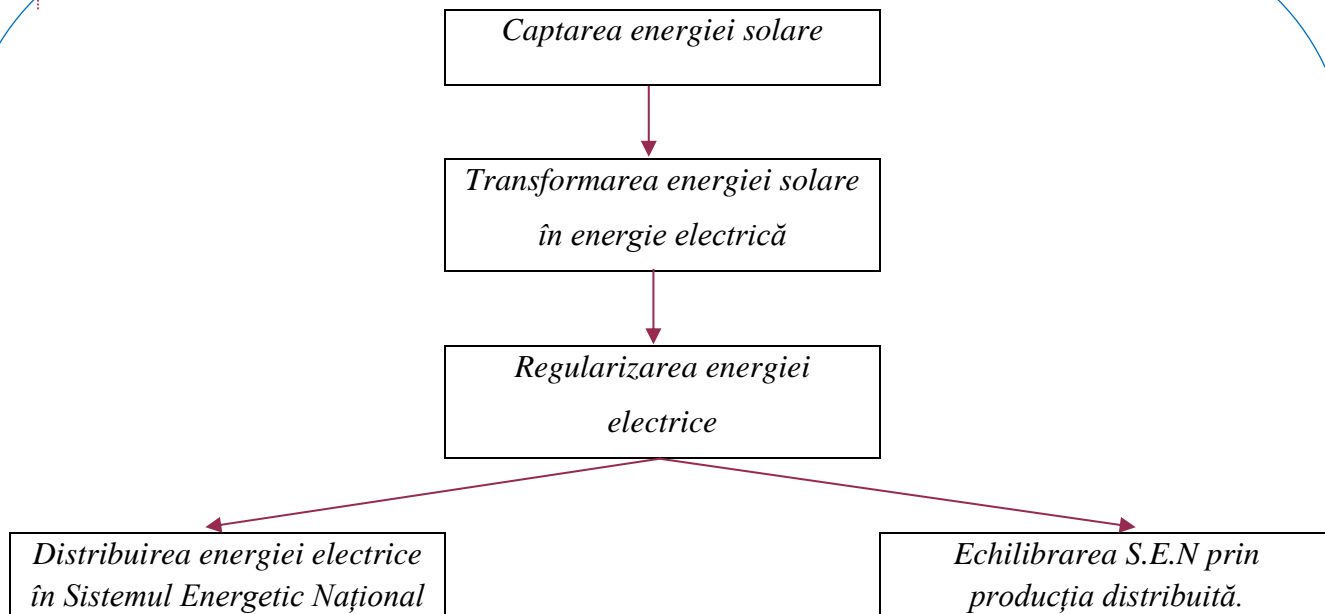 Captarea energiei solare
Transformarea energiei solare
în energie electrică
Regularizarea energiei
electrice
Distribuirea energiei electrice
în Sistemul Energetic Național
Echilibrarea S.E.N prin
producția distribuită.